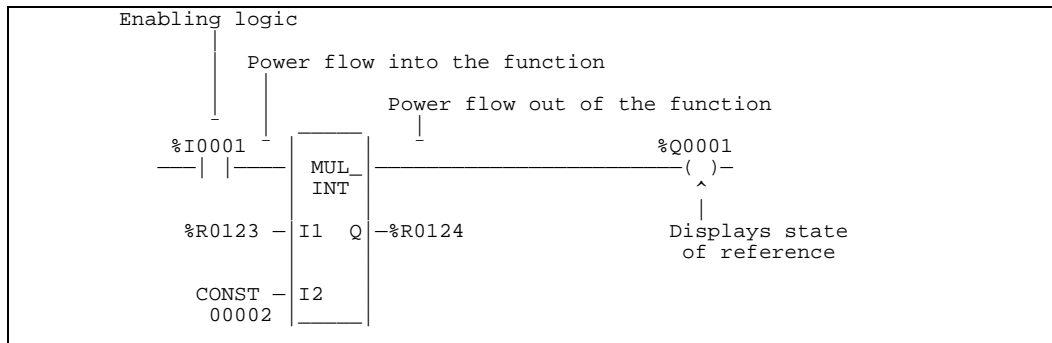 Enabling logic
Power flow into the function
Power flow out of the function
%I0001 %Q0001
MUL_ ( )
INT
%R0123 I1 Q %R0124 Displays state
of reference
CONST I2
00002